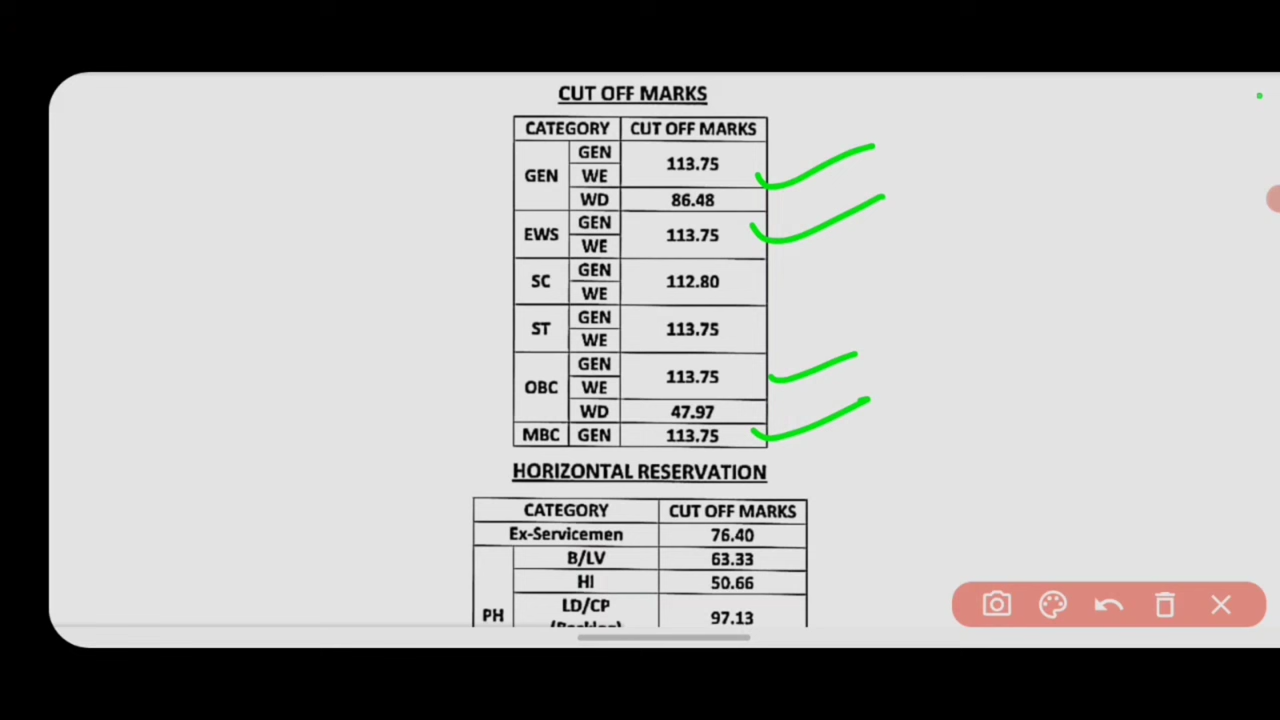 CUT OFF MARKS
CATEGORY CUT OFF MARKS
GEN GEN 113.75
WE
WD 86.48
EWS GEN 113.75
WE
SC GEN 112.80
WE
ST GEN 113.75
WE
OBC GEN 113.75
WE
WD 47.97
MBC GEN 113.75
HORIZONTAL RESERVATION
CATEGORY CUT OFF MARKS
Ex-Servicemen 76.40
PH B/LV 63.33
HI 50.66
LD/CP 97.13